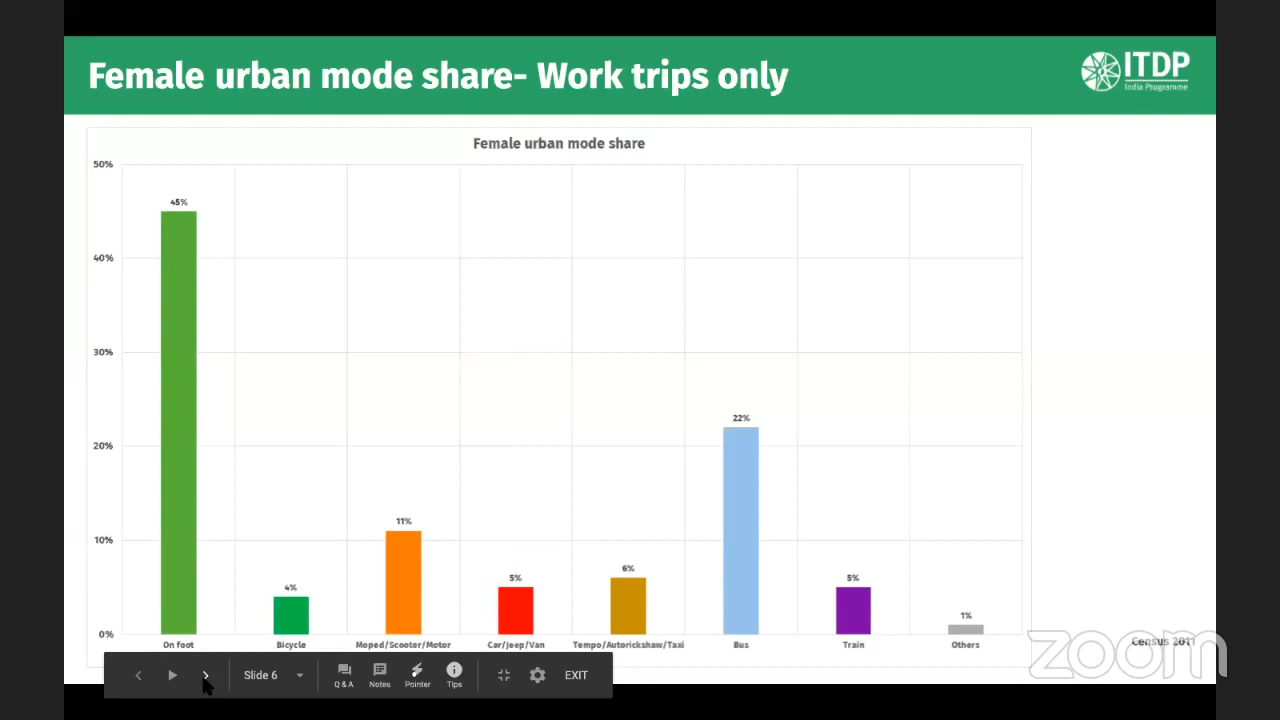 Female urban mode share- Work trips only
ITDP
India Programme
Female urban mode share
50%
40%
30%
20%
10%
0%
45%
4%
11%
5%
6%
22%
5%
1%
On foot
Bicycle
Moped/Scooter/Motor
Car/Jeep/Van
Tempo/Autorickshaw/Taxi
Bus
Train
Others
Census 2011
zoom
Slide 6
Q & A
Notes
Pointer
Tips
EXIT